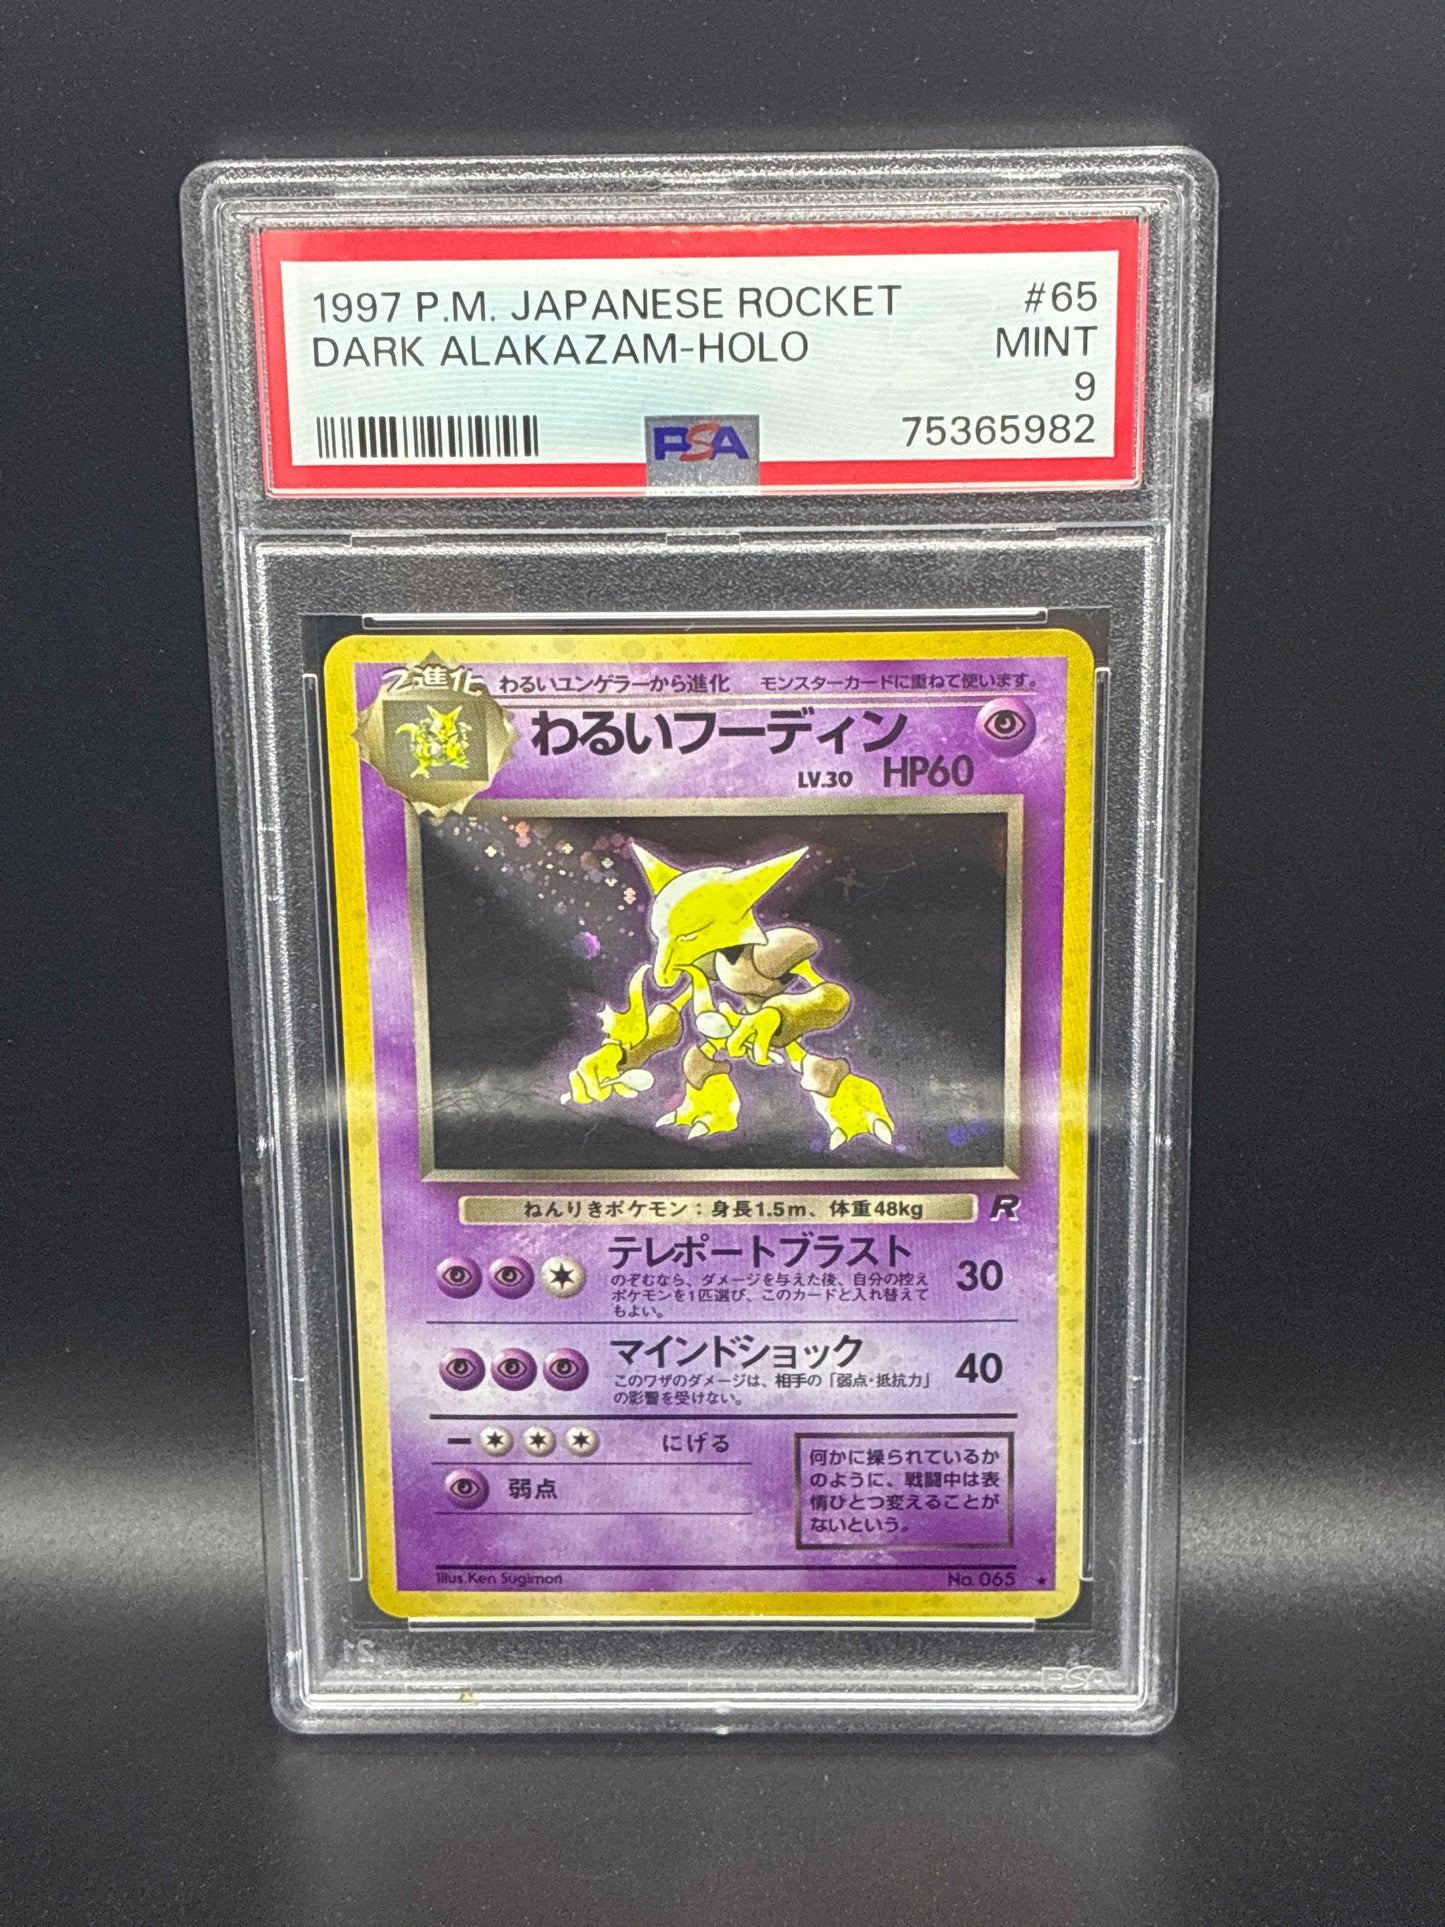 1997 P.M. JAPANESE ROCKET #65
DARK ALAKAZAM-HOLO MINT
9
PSA 75365982
2進化 わるいユンゲラーから進化 モンスターカードに重ねて使います。
わるいフーディン
LV.30 HP60
ねんりきポケモン：身長1.5m、体重48kg R
テレポートブラスト 30
のぞむなら、ダメージを与えた後、自分の控え
ポケモンを1匹選び、このカードと入れ替えて
もよい。
マインドショック 40
このワザのダメージは、相手の「弱点・抵抗力」
の影響を受けない。
にげる
弱点
何かに操られているか
のように、戦闘中は表
情ひとつ変えることが
ないという。
Illus. Ken Sugimori No. 065 ★
21 PSA